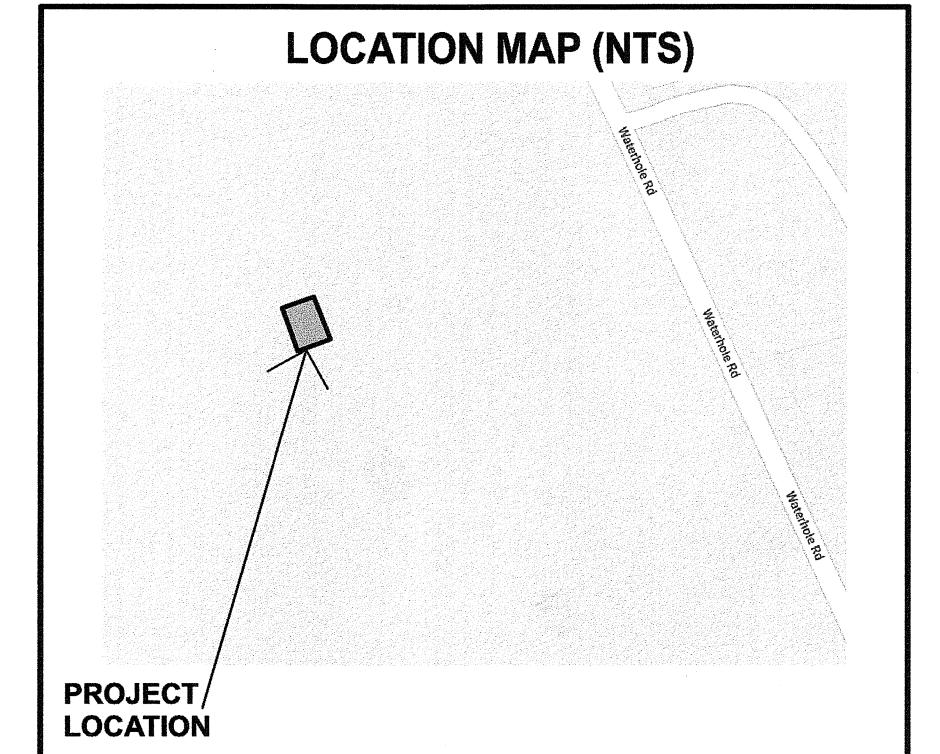 LOCATION MAP (NTS)
Waterhole Rd
Waterhole Rd
Waterhole Rd
PROJECT
LOCATION